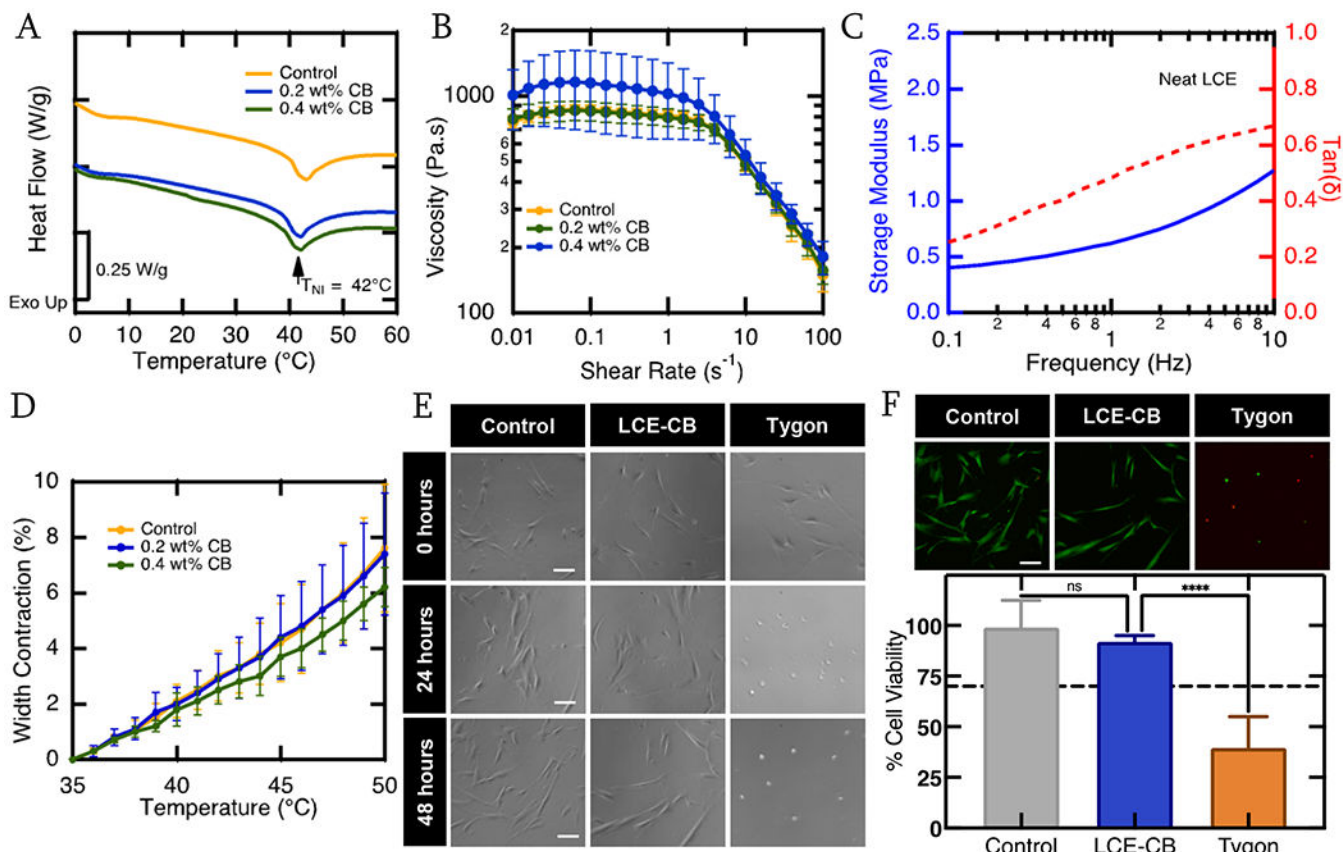 A
Heat Flow (W/g)
Control
0.2 wt% CB
0.4 wt% CB
0.25 W/g
Exo Up
T_NI = 42°C
0 10 20 30 40 50 60
Temperature (°C)
B
Viscosity (Pa.s)
2
1000
8
6
5
4
3
2
100
Control
0.2 wt% CB
0.4 wt% CB
0.01 0.1 1 10 100
Shear Rate (s⁻¹)
C
Storage Modulus (MPa)
2.5
2.0
1.5
1.0
0.5
0.0
Neat LCE
1.0
0.8
0.6
0.4
0.2
0.0
Tan(δ)
0.1 2 4 6 8 1 2 4 6 8 10
Frequency (Hz)
D
Width Contraction (%)
10
8
6
4
2
0
Control
0.2 wt% CB
0.4 wt% CB
35 40 45 50
Temperature (°C)
E
Control LCE-CB Tygon
0 hours
24 hours
48 hours
F
Control LCE-CB Tygon
% Cell Viability
100
75
50
25
0
ns
****
Control LCE-CB Tygon